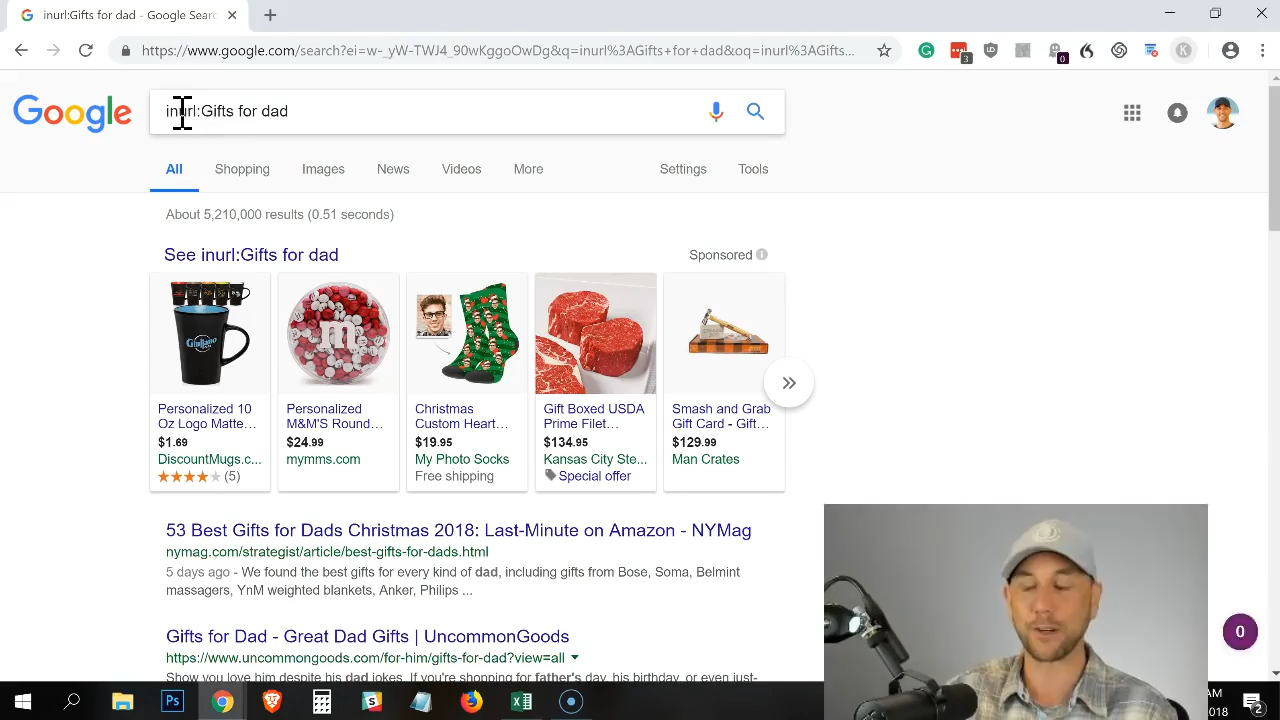 inurl:Gifts for dad - Google Sear
https://www.google.com/search?ei=w-_yW-TWJ4_90wKggoOwDg&q=inurl%3AGifts+for+dad&oq=inurl%3AGifts...
3
0
Google
inurl:Gifts for dad
All Shopping Images News Videos More Settings Tools
About 5,210,000 results (0.51 seconds)
See inurl:Gifts for dad
Sponsored
Personalized 10
Oz Logo Matte...
$1.69
DiscountMugs.c...
(5)
Personalized
M&M'S Round...
$24.99
mymms.com
Christmas
Custom Heart...
$19.95
My Photo Socks
Free shipping
Gift Boxed USDA
Prime Filet...
$134.95
Kansas City Ste...
Special offer
Smash and Grab
Gift Card - Gift...
$129.99
Man Crates
53 Best Gifts for Dads Christmas 2018: Last-Minute on Amazon - NYMag
nymag.com/strategist/article/best-gifts-for-dads.html
5 days ago - We found the best gifts for every kind of dad, including gifts from Bose, Soma, Belmint
massagers, YnM weighted blankets, Anker, Philips ...
Gifts for Dad - Great Dad Gifts | UncommonGoods
https://www.uncommongoods.com/for-him/gifts-for-dad?view=all
Show you love him despite his dad jokes. If you're shopping for father's day, his birthday, or even just-
0
Ps
AM
2018
2